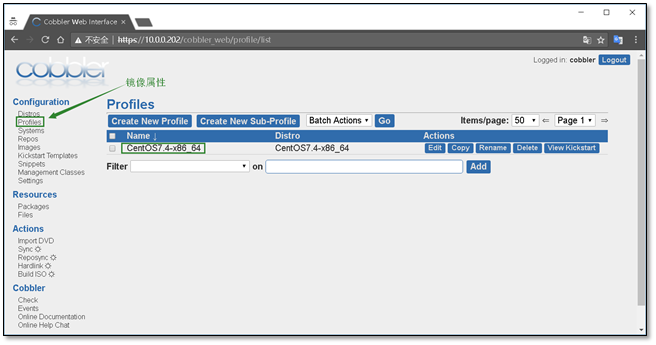 Cobbler Web Interface
不安全 | https://10.0.0.202/cobbler_web/profile/list
Logged in: cobbler Logout
cobbler
镜像属性
Configuration
Distros
Profiles
Systems
Repos
Images
Kickstart Templates
Snippets
Management Classes
Settings
Resources
Packages
Files
Actions
Import DVD
Sync
Reposync
Hardlink
Build ISO
Cobbler
Check
Events
Online Documentation
Online Help Chat
Profiles
Create New Profile Create New Sub-Profile Batch Actions Go Items/page: 50 ⇐ Page 1 ⇒
Name ↓ Distro Actions
CentOS7.4-x86_64 CentOS7.4-x86_64 Edit Copy Rename Delete View Kickstart
Filter on Add